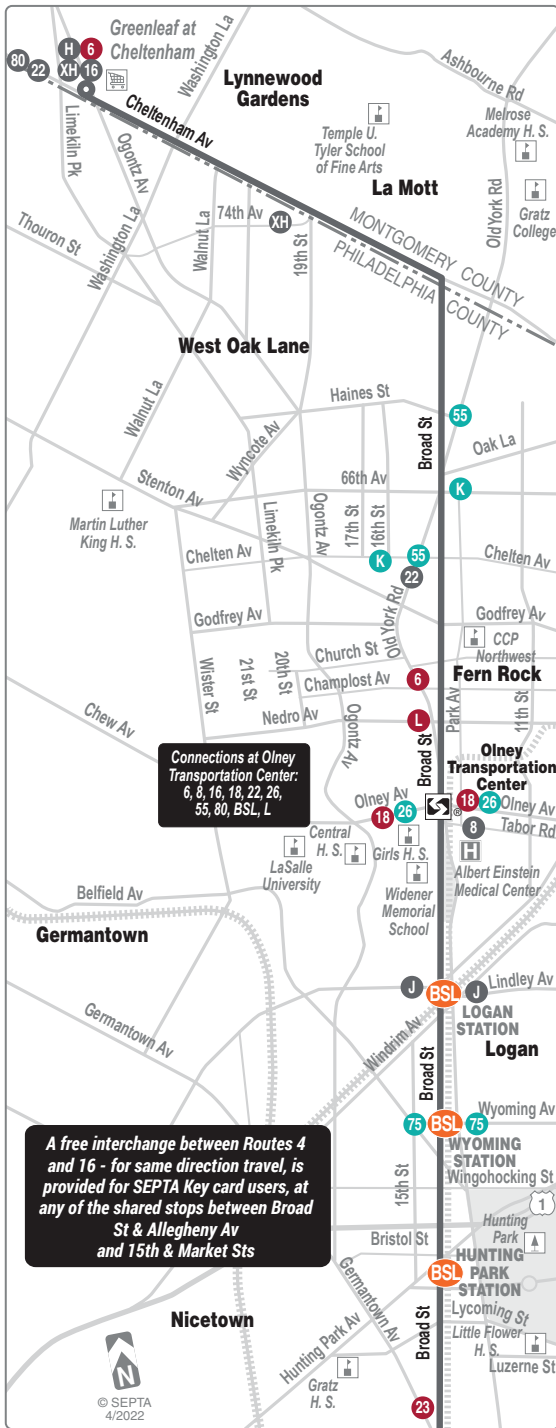 Greenleaf at
Cheltenham
H
6
80
22
XH
16
Washington La
Ashbourne Rd
Lynnewood
Gardens
Cheltenham Av
Limekiln Pk
Ogontz Av
Temple U.
Tyler School
of Fine Arts
Melrose
Academy H. S.
La Mott
Old York Rd
Gratz
College
74th Av
XH
Walnut La
19th St
Thouron St
Washington La
MONTGOMERY COUNTY
PHILADELPHIA COUNTY
West Oak Lane
Haines St
55
Broad St
Oak La
Walnut La
Wyncote Av
66th Av
K
Stenton Av
Martin Luther
King H. S.
Limekiln Pk
Ogontz Av
17th St
16th St
Chelten Av
K
55
22
Chelten Av
Old York Rd
Godfrey Av
Godfrey Av
CCP
Northwest
Church St
Wister St
21st St
20th St
Champlost Av
6
Fern Rock
Park Av
11th St
Nedro Av
L
Chew Av
Ogontz Av
Broad St
Connections at Olney
Transportation Center:
6, 8, 16, 18, 22, 26,
55, 80, BSL, L
Olney
Transportation
Center
Olney Av
18
26
®
18
26
Olney Av
8
Tabor Rd
Central
H. S.
Girls H. S.
H
LaSalle
University
Albert Einstein
Medical Center
Widener
Memorial
School
Belfield Av
Germantown
J
BSL
J
Lindley Av
LOGAN
STATION
Germantown Av
Windrim Av
Logan
Broad St
75
BSL
75
Wyoming Av
WYOMING
STATION
A free interchange between Routes 4
and 16 - for same direction travel, is
provided for SEPTA Key card users, at
any of the shared stops between Broad
St & Allegheny Av
and 15th & Market Sts
15th St
Wingohocking St
1
Bristol St
Hunting
Park
BSL
HUNTING
PARK
STATION
Germantown Av
Nicetown
Hunting Park Av
Broad St
Lycoming St
Little Flower
H. S.
Luzerne St
Gratz
H. S.
N
© SEPTA
4/2022
23